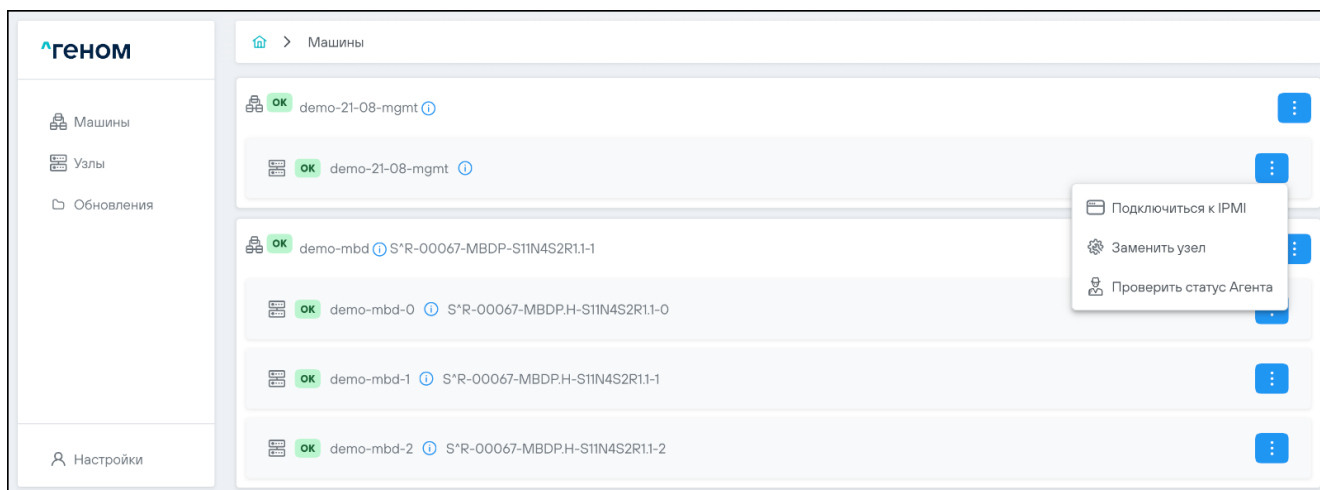 ^геном
Машины
Узлы
Обновления
Настройки
> Машины
OK demo-21-08-mgmt
OK demo-21-08-mgmt
Подключиться к IPMI
Заменить узел
Проверить статус Агента
OK demo-mbd S^R-00067-MBDP-S11N4S2R1.1-1
OK demo-mbd-0 S^R-00067-MBDP.H-S11N4S2R1.1-0
OK demo-mbd-1 S^R-00067-MBDP.H-S11N4S2R1.1-1
OK demo-mbd-2 S^R-00067-MBDP.H-S11N4S2R1.1-2